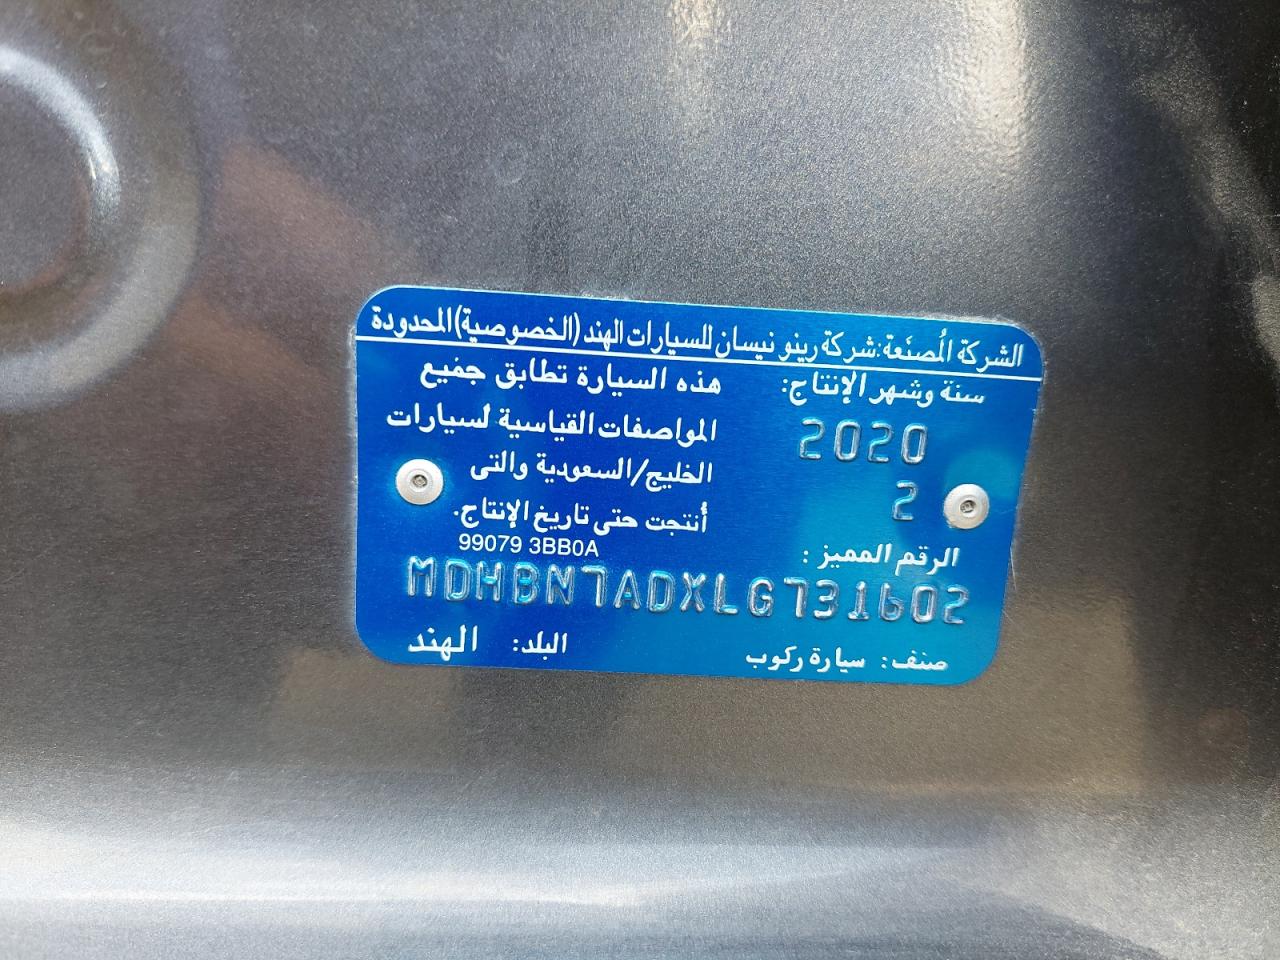 الشركة المُصنعة:شركة رينو نيسان للسيارات الهند (الخصوصية) المحدودة
سنة وشهر الإنتاج:
2020
2
هذه السيارة تطابق جميع
المواصفات القياسية لسيارات
الخليج/السعودية والتى
أنتجت حتى تاريخ الإنتاج.
99079 3BB0A
الرقم المميز :
MDHBN7ADXLG731602
صنف: سيارة ركوب
البلد: الهند